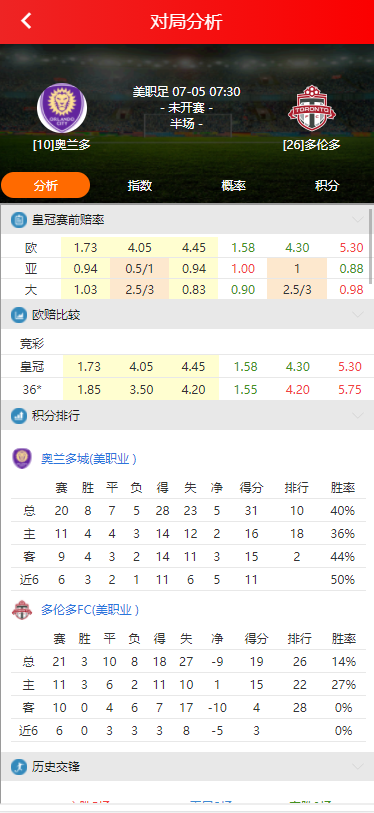 对局分析
美职足 07-05 07:30
- 未开赛 -
半场 -
ORLANDO CITY
TORONTO
[10]奥兰多 [26]多伦多
分析 指数 概率 积分
皇冠赛前赔率
欧 1.73 4.05 4.45 1.58 4.30 5.30
亚 0.94 0.5/1 0.94 1.00 1 0.88
大 1.03 2.5/3 0.83 0.90 2.5/3 0.98
欧赔比较
竞彩
皇冠 1.73 4.05 4.45 1.58 4.30 5.30
36* 1.85 3.50 4.20 1.55 4.20 5.75
积分排行
奥兰多城(美职业 )
赛 胜 平 负 得 失 净 得分 排行 胜率
总 20 8 7 5 28 23 5 31 10 40%
主 11 4 4 3 14 12 2 16 18 36%
客 9 4 3 2 14 11 3 15 2 44%
近6 6 3 2 1 11 6 5 11 50%
多伦多FC(美职业 )
赛 胜 平 负 得 失 净 得分 排行 胜率
总 21 3 10 8 18 27 -9 19 26 14%
主 11 3 6 2 11 10 1 15 22 27%
客 10 0 4 6 7 17 -10 4 28 0%
近6 6 0 3 3 3 8 -5 3 0%
历史交锋